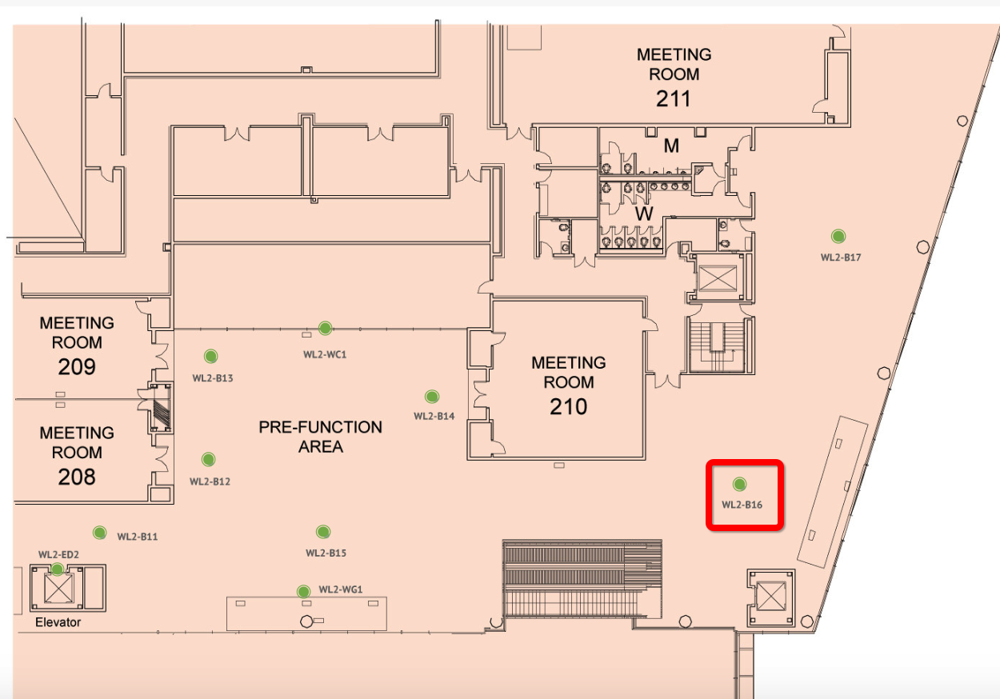 MEETING
ROOM
211
M
W
WL2-B17
MEETING
ROOM
209
WL2-B13
WL2-WC1
MEETING
ROOM
210
WL2-B14
PRE-FUNCTION
AREA
MEETING
ROOM
208
WL2-B12
WL2-B16
WL2-B11
WL2-ED2
WL2-B15
WL2-WG1
Elevator